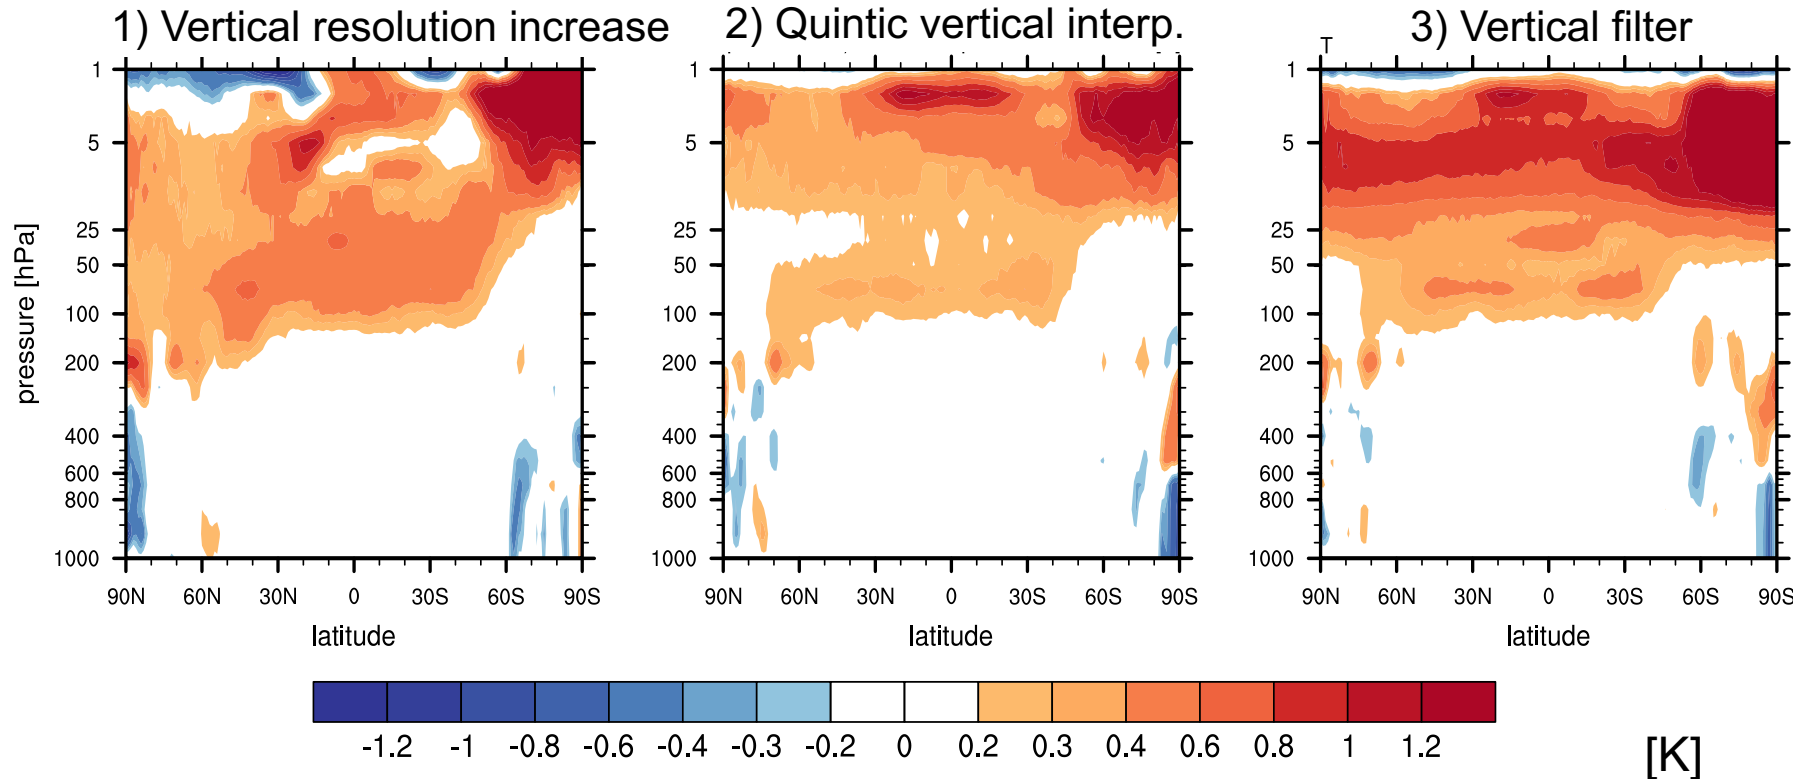 1) Vertical resolution increase
2) Quintic vertical interp.
3) Vertical filter
T
pressure [hPa]
1
5
25
50
100
200
400
600
800
1000
90N 60N 30N 0 30S 60S 90S
latitude
1
5
25
50
100
200
400
600
800
1000
90N 60N 30N 0 30S 60S 90S
latitude
1
5
25
50
100
200
400
600
800
1000
90N 60N 30N 0 30S 60S 90S
latitude
-1.2 -1 -0.8 -0.6 -0.4 -0.3 -0.2 0 0.2 0.3 0.4 0.6 0.8 1 1.2
[K]